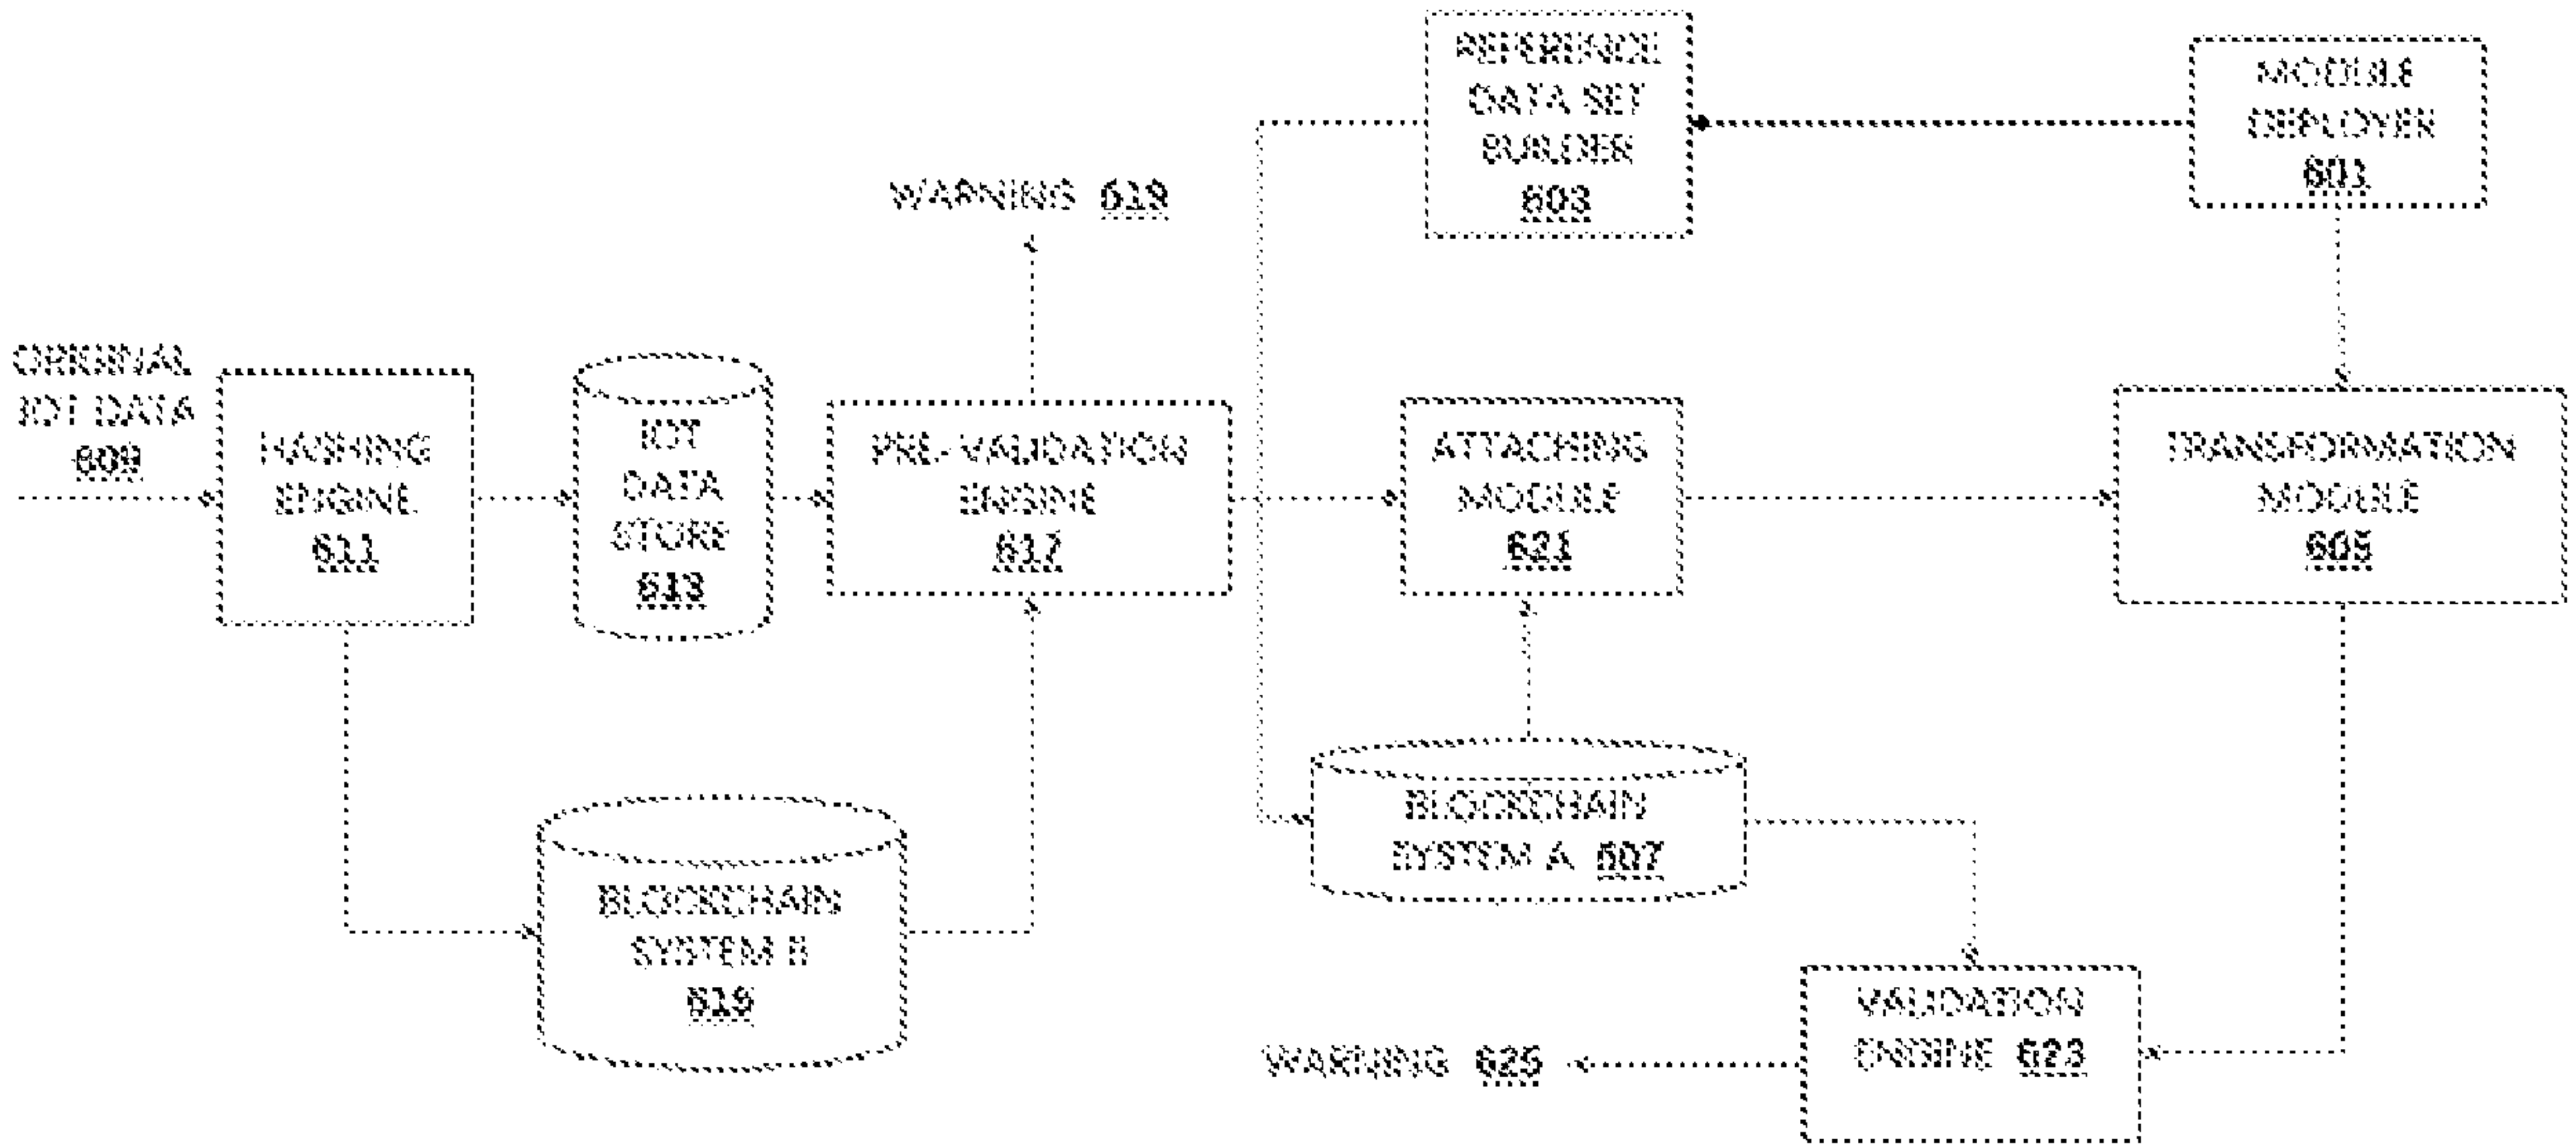 REFERENCE
DATA SET
BUILDER
603
MODULE
DEPLOYER
601
WARNING 619
ORIGINAL
IOT DATA
609
HASHING
ENGINE
611
IOT
DATA
STORE
613
PRE-VALIDATION
ENGINE
617
ATTACHING
MODULE
621
TRANSFORMATION
MODULE
605
BLOCKCHAIN
SYSTEM A 607
BLOCKCHAIN
SYSTEM B
615
VALIDATION
ENGINE 623
WARNING 625